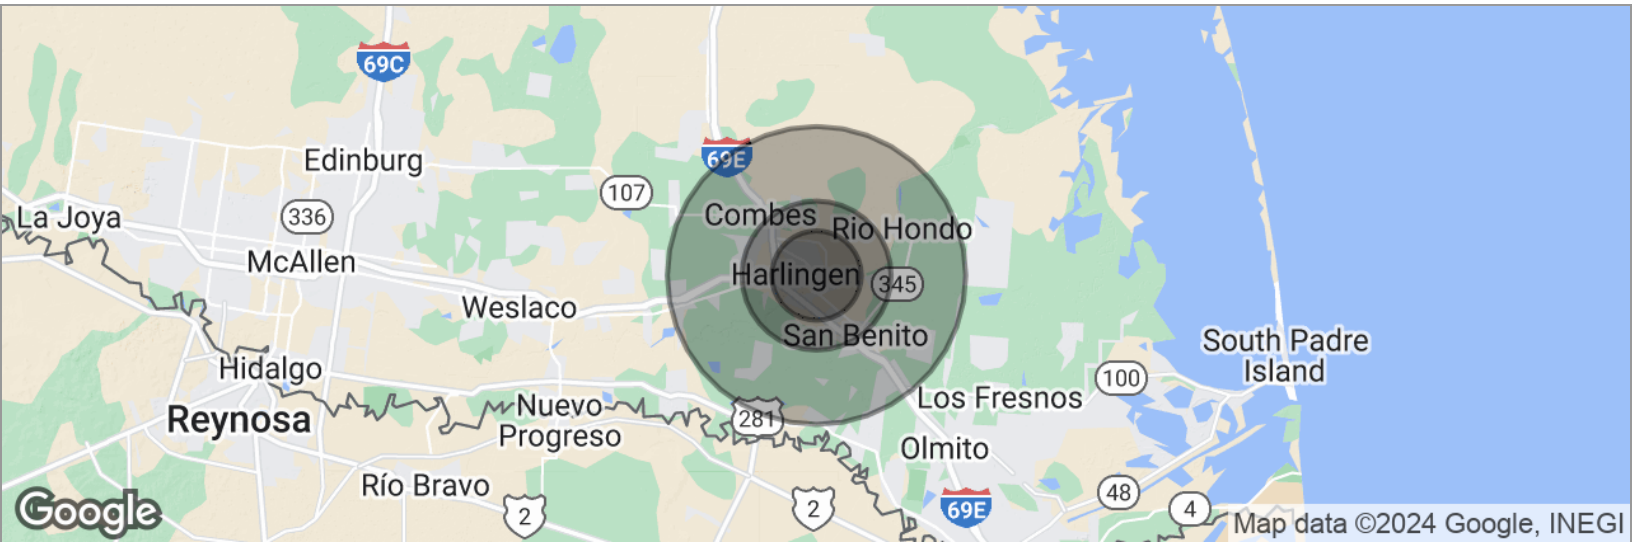 69C
69E
Edinburg
107
La Joya
336
Combes
Rio Hondo
McAllen
Harlingen
345
Weslaco
San Benito
South Padre
Island
Hidalgo
100
Los Fresnos
Reynosa
Nuevo
Progreso
281
Olmito
Río Bravo
48
2
2
69E
4
Google
Map data ©2024 Google, INEGI